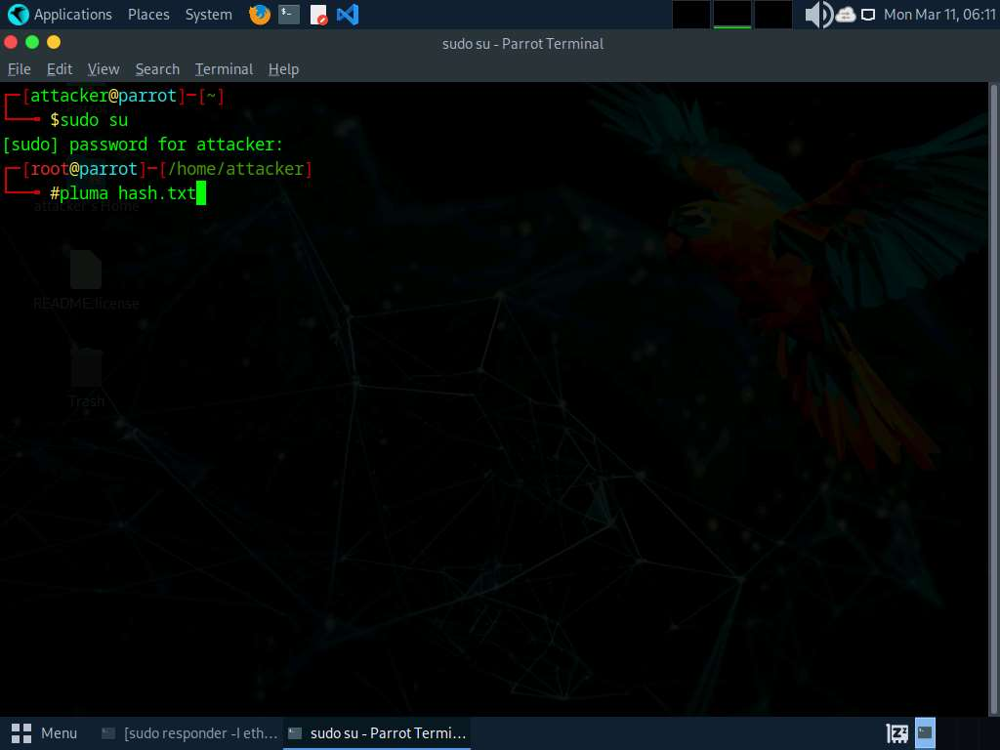 Applications Places System Mon Mar 11, 06:11
sudo su - Parrot Terminal
File Edit View Search Terminal Help
┌─[attacker@parrot]─[~]
└──╼ $sudo su
[sudo] password for attacker:
┌─[root@parrot]─[/home/attacker]
└──╼ #pluma hash.txt
attacker's Home
README.license
Trash
Menu [sudo responder -I eth... sudo su - Parrot Termi...